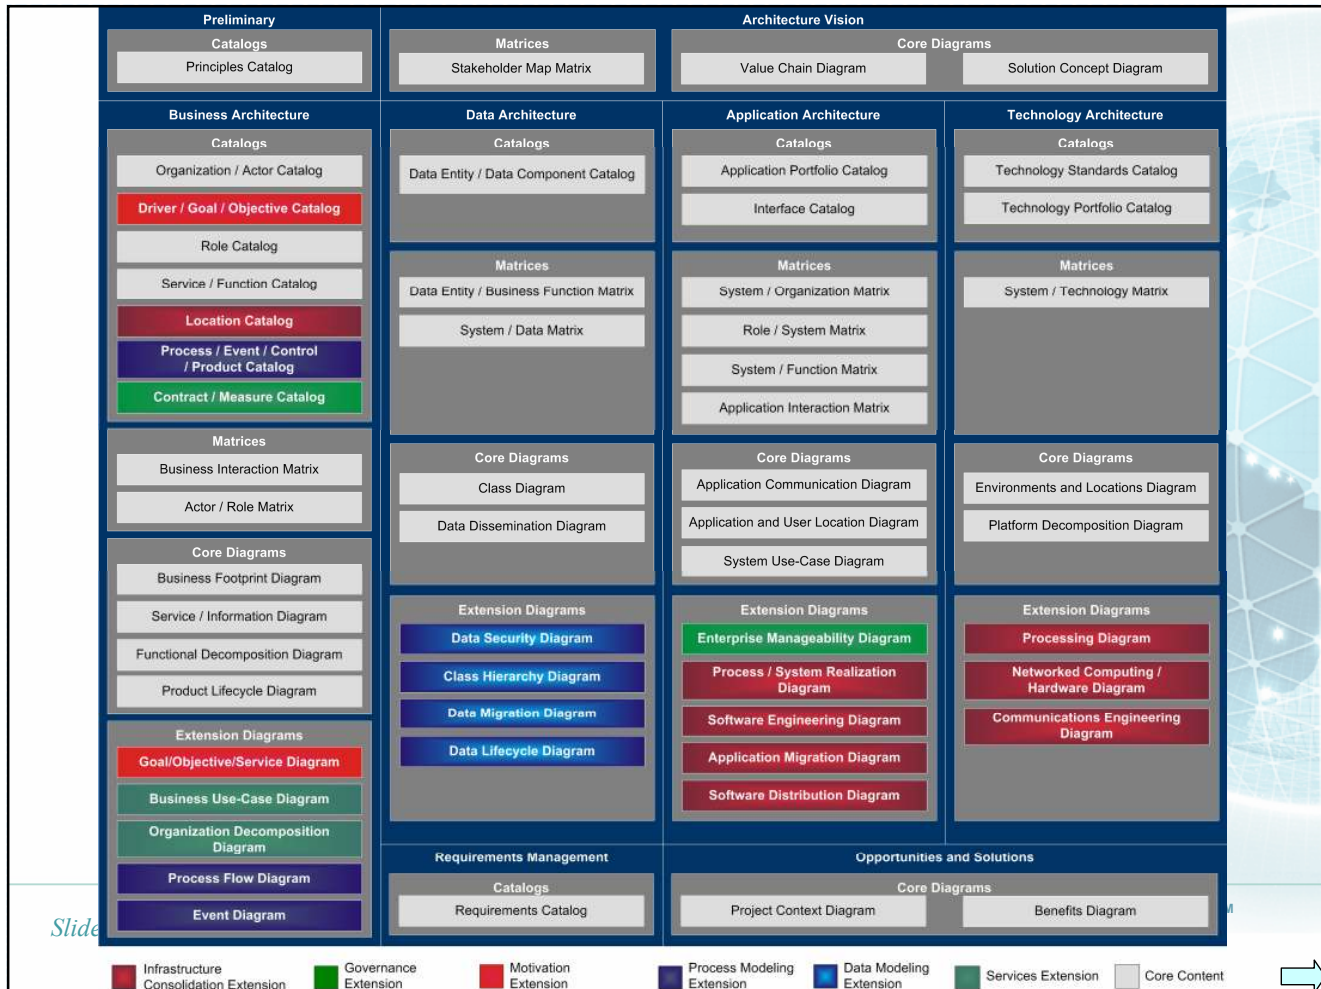 Preliminary
Catalogs
Principles Catalog
Architecture Vision
Matrices
Stakeholder Map Matrix
Core Diagrams
Value Chain Diagram
Solution Concept Diagram
Business Architecture
Catalogs
Organization / Actor Catalog
Driver / Goal / Objective Catalog
Role Catalog
Service / Function Catalog
Location Catalog
Process / Event / Control
/ Product Catalog
Contract / Measure Catalog
Matrices
Business Interaction Matrix
Actor / Role Matrix
Core Diagrams
Business Footprint Diagram
Service / Information Diagram
Functional Decomposition Diagram
Product Lifecycle Diagram
Extension Diagrams
Goal/Objective/Service Diagram
Business Use-Case Diagram
Organization Decomposition
Diagram
Process Flow Diagram
Event Diagram
Data Architecture
Catalogs
Data Entity / Data Component Catalog
Matrices
Data Entity / Business Function Matrix
System / Data Matrix
Core Diagrams
Class Diagram
Data Dissemination Diagram
Extension Diagrams
Data Security Diagram
Class Hierarchy Diagram
Data Migration Diagram
Data Lifecycle Diagram
Application Architecture
Catalogs
Application Portfolio Catalog
Interface Catalog
Matrices
System / Organization Matrix
Role / System Matrix
System / Function Matrix
Application Interaction Matrix
Core Diagrams
Application Communication Diagram
Application and User Location Diagram
System Use-Case Diagram
Extension Diagrams
Enterprise Manageability Diagram
Process / System Realization
Diagram
Software Engineering Diagram
Application Migration Diagram
Software Distribution Diagram
Technology Architecture
Catalogs
Technology Standards Catalog
Technology Portfolio Catalog
Matrices
System / Technology Matrix
Core Diagrams
Environments and Locations Diagram
Platform Decomposition Diagram
Extension Diagrams
Processing Diagram
Networked Computing /
Hardware Diagram
Communications Engineering
Diagram
Requirements Management
Catalogs
Requirements Catalog
Opportunities and Solutions
Core Diagrams
Project Context Diagram
Benefits Diagram
Slide
Infrastructure
Consolidation Extension
Governance
Extension
Motivation
Extension
Process Modeling
Extension
Data Modeling
Extension
Services Extension
Core Content